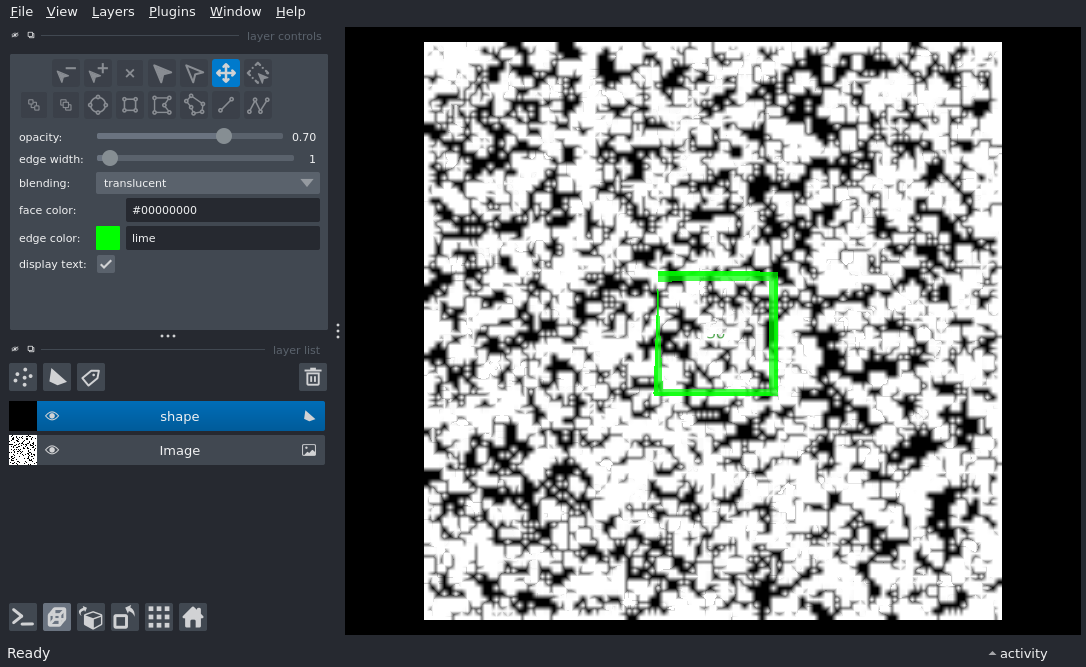 File View Layers Plugins Window Help
layer controls
opacity: 0.70
edge width: 1
blending: translucent
face color: #00000000
edge color: lime
display text:
layer list
shape
Image
Ready
activity